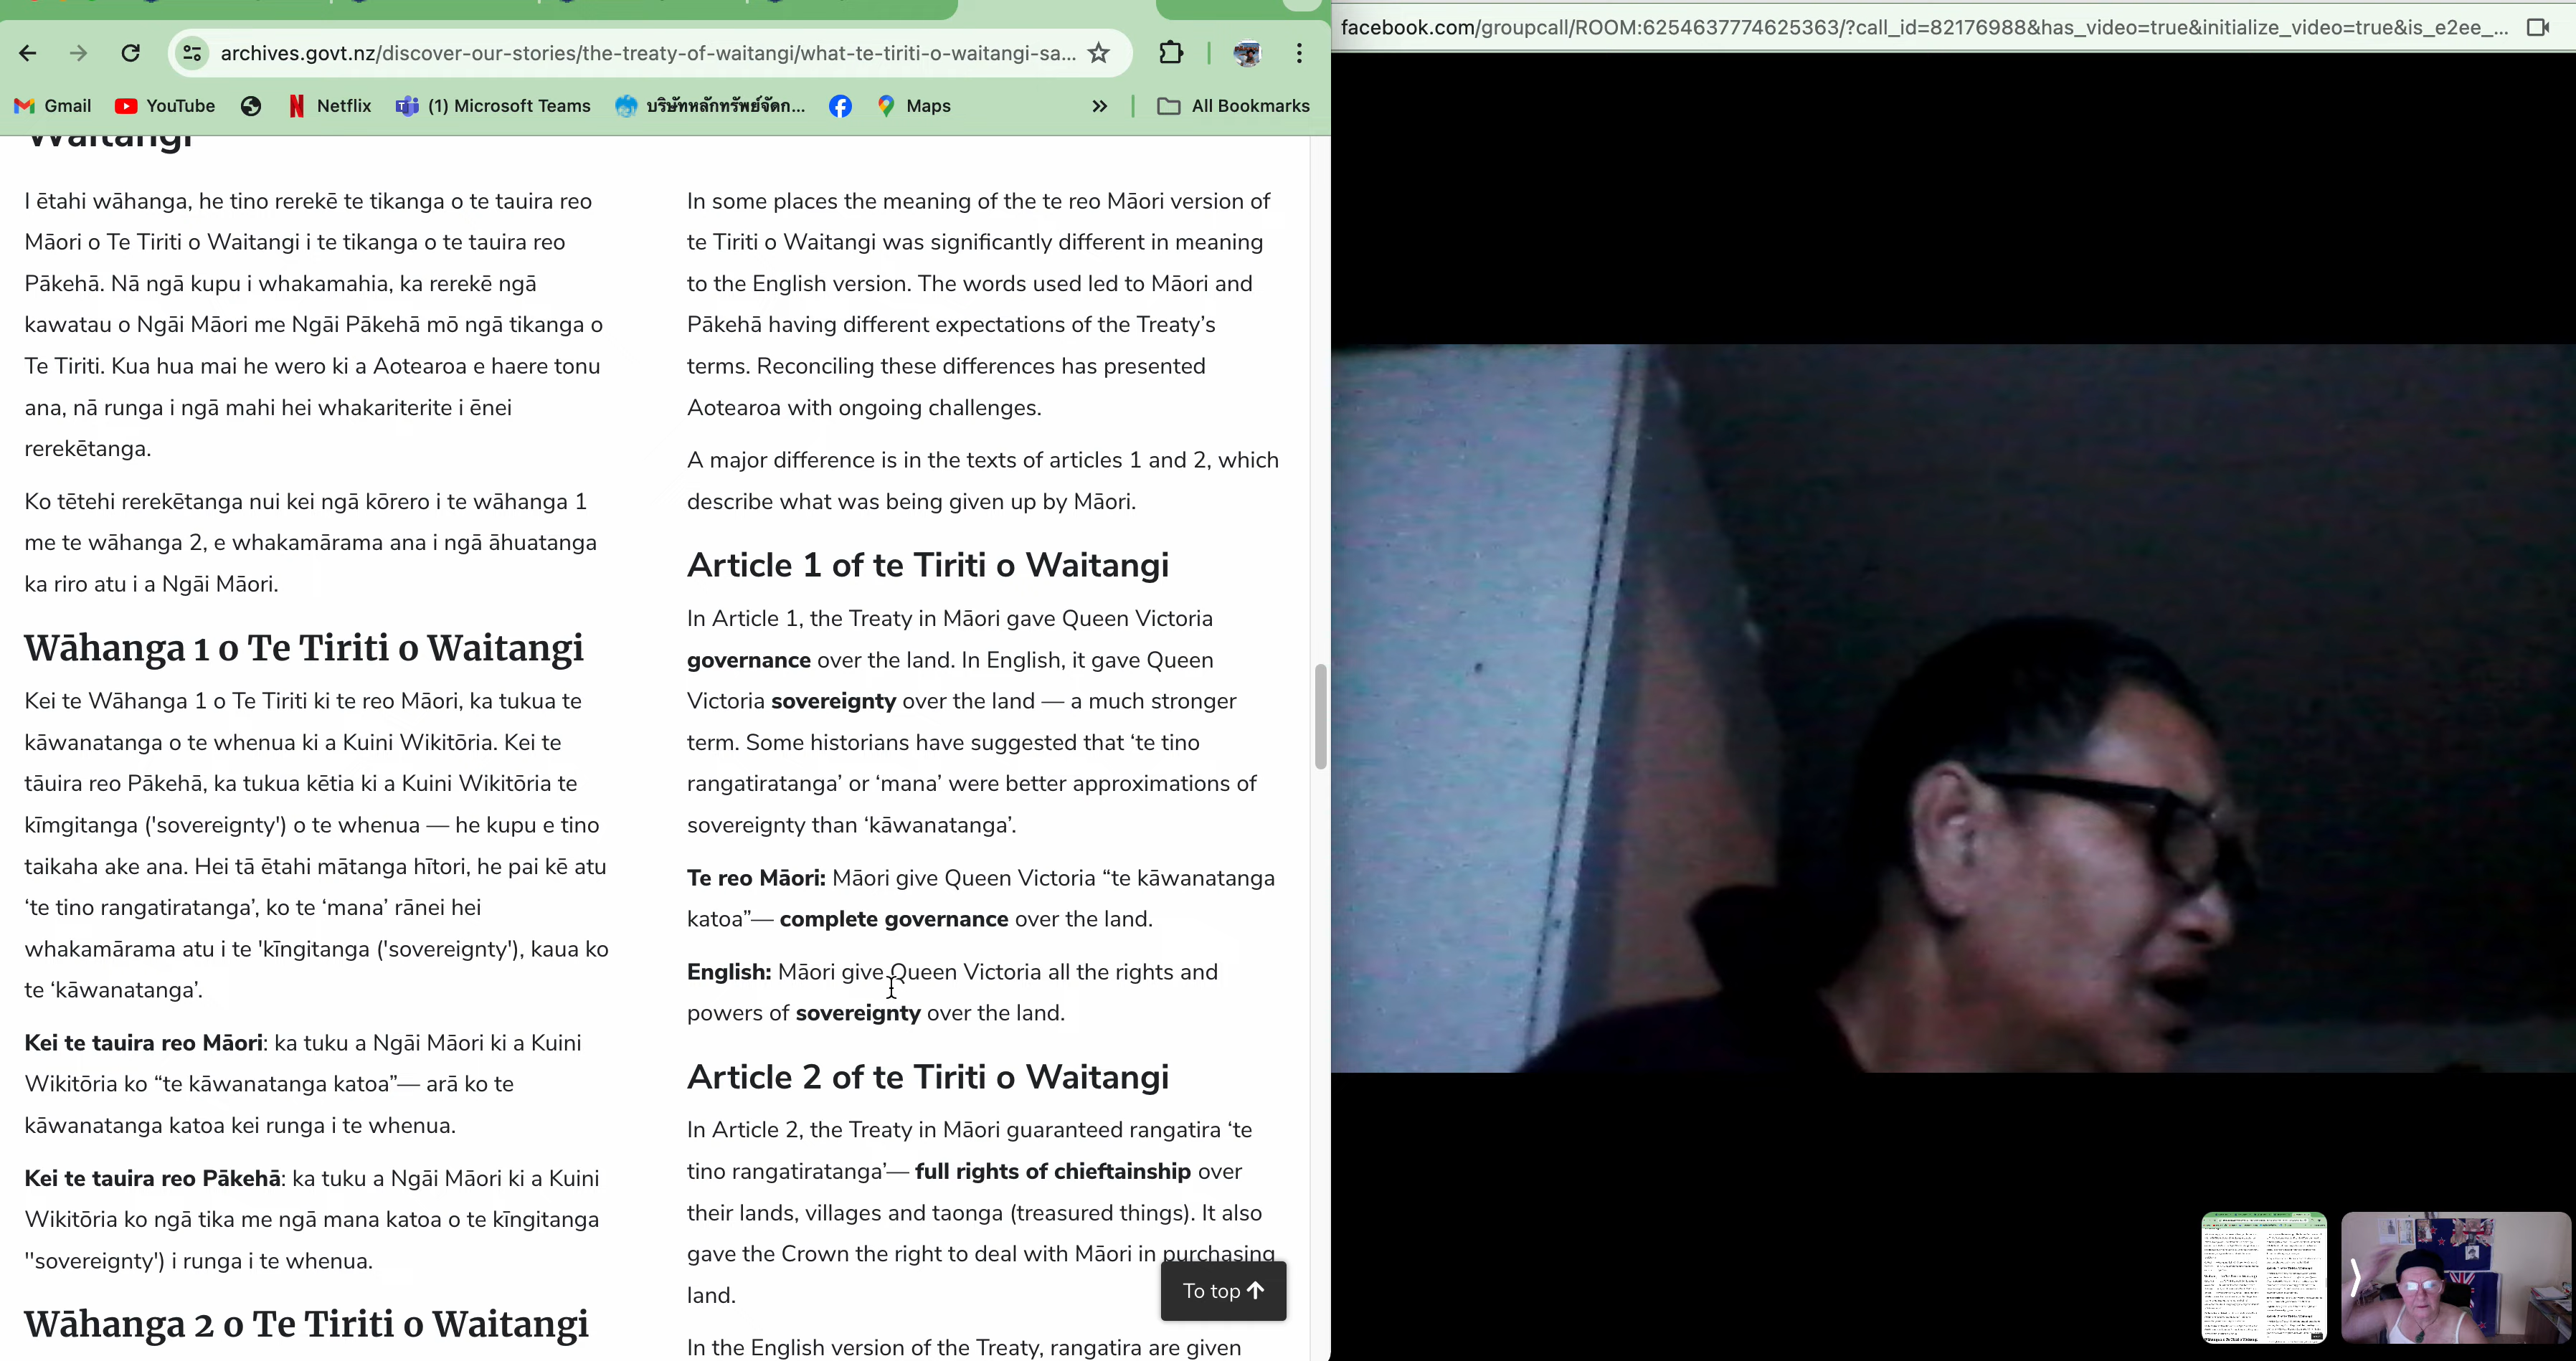 archives.govt.nz/discover-our-stories/the-treaty-of-waitangi/what-te-tiriti-o-waitangi-sa...
facebook.com/groupcall/ROOM:6254637774625363/?call_id=82176988&has_video=true&initialize_video=true&is_e2ee_...
Gmail YouTube Netflix (1) Microsoft Teams บริษัทหลักทรัพย์จัดก... Maps » All Bookmarks
Waitangi
I ētahi wāhanga, he tino rerekē te tikanga o te tauira reo
Māori o Te Tiriti o Waitangi i te tikanga o te tauira reo
Pākehā. Nā ngā kupu i whakamahia, ka rerekē ngā
kawatau o Ngāi Māori me Ngāi Pākehā mō ngā tikanga o
Te Tiriti. Kua hua mai he wero ki a Aotearoa e haere tonu
ana, nā runga i ngā mahi hei whakariterite i ēnei
rerekētanga.
Ko tētehi rerekētanga nui kei ngā kōrero i te wāhanga 1
me te wāhanga 2, e whakamārama ana i ngā āhuatanga
ka riro atu i a Ngāi Māori.
Wāhanga 1 o Te Tiriti o Waitangi
Kei te Wāhanga 1 o Te Tiriti ki te reo Māori, ka tukua te
kāwanatanga o te whenua ki a Kuini Wikitōria. Kei te
tāuira reo Pākehā, ka tukua kētia ki a Kuini Wikitōria te
kīmgitanga ('sovereignty') o te whenua — he kupu e tino
taikaha ake ana. Hei tā ētahi mātanga hītori, he pai kē atu
‘te tino rangatiratanga’, ko te ‘mana’ rānei hei
whakamārama atu i te 'kīngitanga ('sovereignty'), kaua ko
te ‘kāwanatanga’.
Kei te tauira reo Māori: ka tuku a Ngāi Māori ki a Kuini
Wikitōria ko “te kāwanatanga katoa”— arā ko te
kāwanatanga katoa kei runga i te whenua.
Kei te tauira reo Pākehā: ka tuku a Ngāi Māori ki a Kuini
Wikitōria ko ngā tika me ngā mana katoa o te kīngitanga
''sovereignty') i runga i te whenua.
Wāhanga 2 o Te Tiriti o Waitangi
In some places the meaning of the te reo Māori version of
te Tiriti o Waitangi was significantly different in meaning
to the English version. The words used led to Māori and
Pākehā having different expectations of the Treaty’s
terms. Reconciling these differences has presented
Aotearoa with ongoing challenges.
A major difference is in the texts of articles 1 and 2, which
describe what was being given up by Māori.
Article 1 of te Tiriti o Waitangi
In Article 1, the Treaty in Māori gave Queen Victoria
governance over the land. In English, it gave Queen
Victoria sovereignty over the land — a much stronger
term. Some historians have suggested that ‘te tino
rangatiratanga’ or ‘mana’ were better approximations of
sovereignty than ‘kāwanatanga’.
Te reo Māori: Māori give Queen Victoria “te kāwanatanga
katoa”— complete governance over the land.
English: Māori give Queen Victoria all the rights and
powers of sovereignty over the land.
Article 2 of te Tiriti o Waitangi
In Article 2, the Treaty in Māori guaranteed rangatira ‘te
tino rangatiratanga’— full rights of chieftainship over
their lands, villages and taonga (treasured things). It also
gave the Crown the right to deal with Māori in purchasing
land.
In the English version of the Treaty, rangatira are given
To top